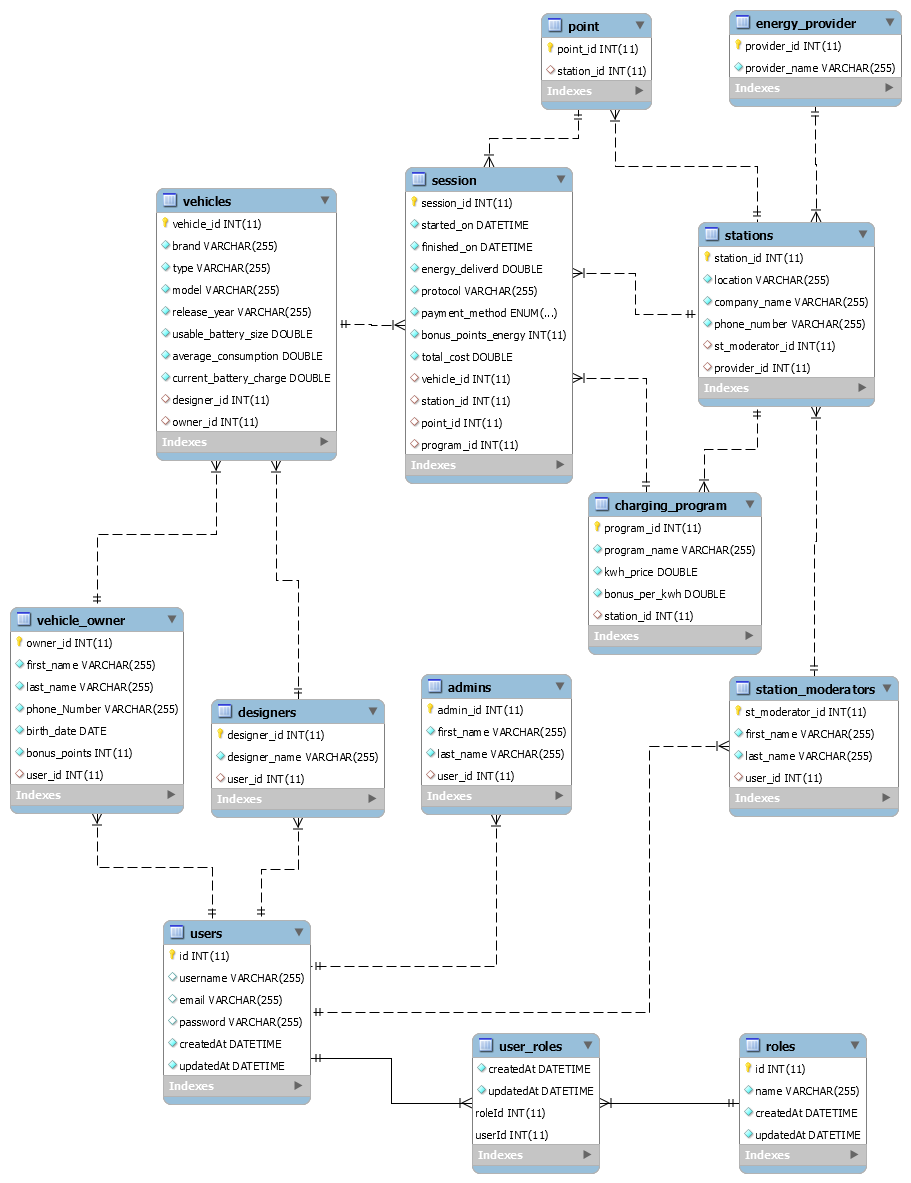 point
point_id INT(11)
station_id INT(11)
Indexes
energy_provider
provider_id INT(11)
provider_name VARCHAR(255)
Indexes
session
session_id INT(11)
started_on DATETIME
finished_on DATETIME
energy_deliverd DOUBLE
protocol VARCHAR(255)
payment_method ENUM(...)
bonus_points_energy INT(11)
total_cost DOUBLE
vehicle_id INT(11)
station_id INT(11)
point_id INT(11)
program_id INT(11)
Indexes
vehicles
vehicle_id INT(11)
brand VARCHAR(255)
type VARCHAR(255)
model VARCHAR(255)
release_year VARCHAR(255)
usable_battery_size DOUBLE
average_consumption DOUBLE
current_battery_charge DOUBLE
designer_id INT(11)
owner_id INT(11)
Indexes
stations
station_id INT(11)
location VARCHAR(255)
company_name VARCHAR(255)
phone_number VARCHAR(255)
st_moderator_id INT(11)
provider_id INT(11)
Indexes
charging_program
program_id INT(11)
program_name VARCHAR(255)
kwh_price DOUBLE
bonus_per_kwh DOUBLE
station_id INT(11)
Indexes
vehicle_owner
owner_id INT(11)
first_name VARCHAR(255)
last_name VARCHAR(255)
phone_Number VARCHAR(255)
birth_date DATE
bonus_points INT(11)
user_id INT(11)
Indexes
designers
designer_id INT(11)
designer_name VARCHAR(255)
user_id INT(11)
Indexes
admins
admin_id INT(11)
first_name VARCHAR(255)
last_name VARCHAR(255)
user_id INT(11)
Indexes
station_moderators
st_moderator_id INT(11)
first_name VARCHAR(255)
last_name VARCHAR(255)
user_id INT(11)
Indexes
users
id INT(11)
username VARCHAR(255)
email VARCHAR(255)
password VARCHAR(255)
createdAt DATETIME
updatedAt DATETIME
Indexes
user_roles
createdAt DATETIME
updatedAt DATETIME
roleId INT(11)
userId INT(11)
Indexes
roles
id INT(11)
name VARCHAR(255)
createdAt DATETIME
updatedAt DATETIME
Indexes